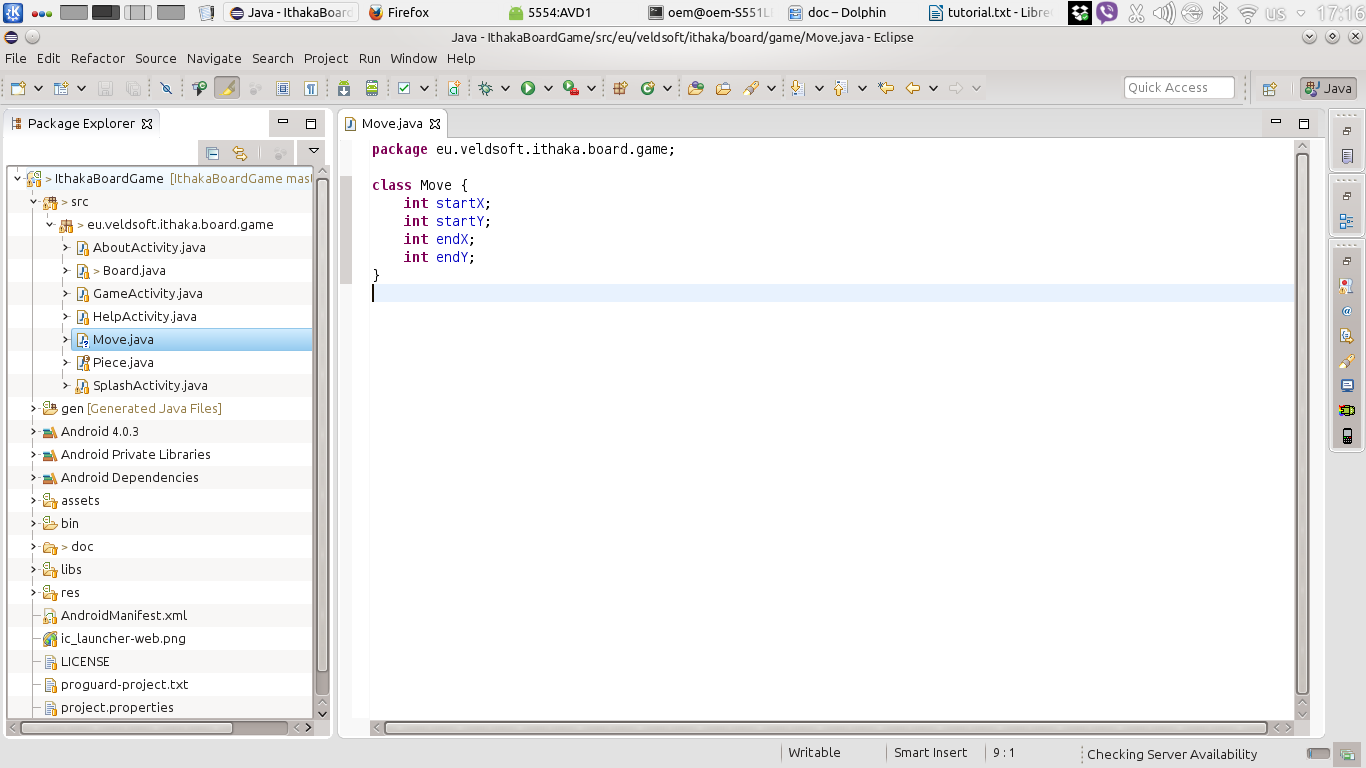 Java - IthakaBoard
Firefox
5554:AVD1
oem@oem-S551L
doc – Dolphin
tutorial.txt - Libre
us
17:16
Java - IthakaBoardGame/src/eu/veldsoft/ithaka/board/game/Move.java - Eclipse
File Edit Refactor Source Navigate Search Project Run Window Help
Quick Access
Java
Package Explorer
Move.java
> IthakaBoardGame [IthakaBoardGame mast
> src
> eu.veldsoft.ithaka.board.game
AboutActivity.java
> Board.java
GameActivity.java
HelpActivity.java
Move.java
Piece.java
SplashActivity.java
gen [Generated Java Files]
Android 4.0.3
Android Private Libraries
Android Dependencies
assets
bin
> doc
libs
res
AndroidManifest.xml
ic_launcher-web.png
LICENSE
proguard-project.txt
project.properties
package eu.veldsoft.ithaka.board.game;
class Move {
int startX;
int startY;
int endX;
int endY;
}
Writable
Smart Insert
9 : 1
Checking Server Availability